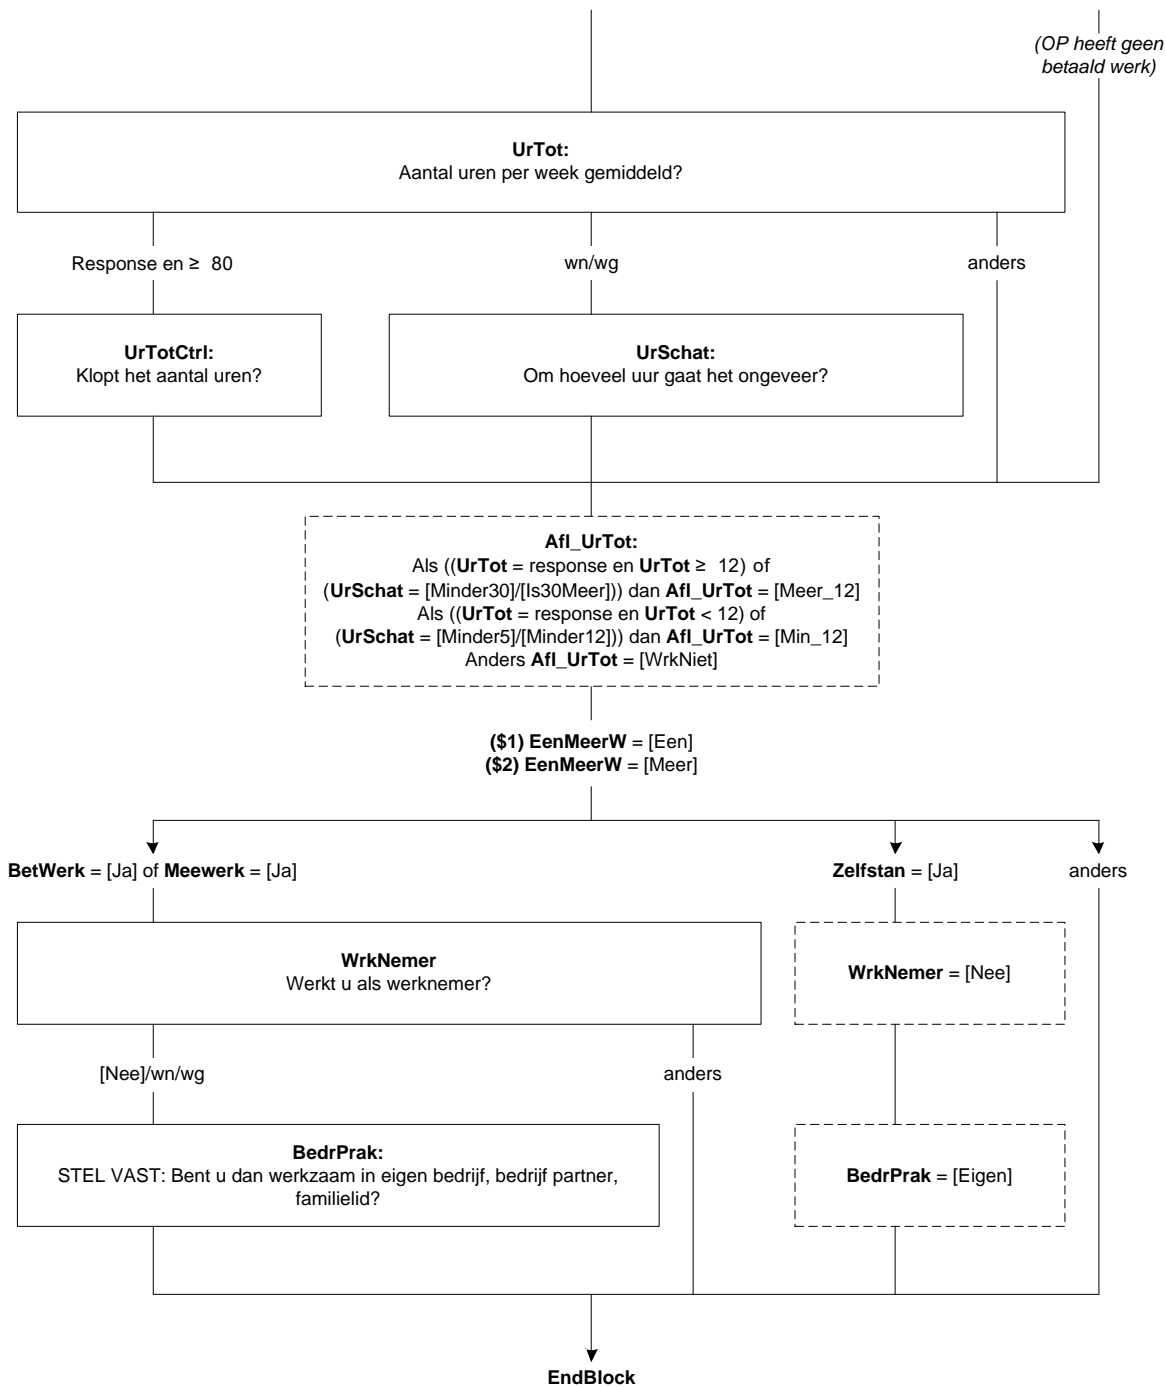 (OP heeft geen
betaald werk)
UrTot:
Aantal uren per week gemiddeld?
Response en ≥ 80
wn/wg
anders
UrTotCtrl:
Klopt het aantal uren?
UrSchat:
Om hoeveel uur gaat het ongeveer?
Afl_UrTot:
Als ((UrTot = response en UrTot ≥ 12) of
(UrSchat = [Minder30]/[Is30Meer])) dan Afl_UrTot = [Meer_12]
Als ((UrTot = response en UrTot < 12) of
(UrSchat = [Minder5]/[Minder12])) dan Afl_UrTot = [Min_12]
Anders Afl_UrTot = [WrkNiet]
($1) EenMeerW = [Een]
($2) EenMeerW = [Meer]
BetWerk = [Ja] of Meewerk = [Ja]
Zelfstan = [Ja]
anders
WrkNemer
Werkt u als werknemer?
WrkNemer = [Nee]
[Nee]/wn/wg
anders
BedrPrak:
STEL VAST: Bent u dan werkzaam in eigen bedrijf, bedrijf partner,
familielid?
BedrPrak = [Eigen]
EndBlock